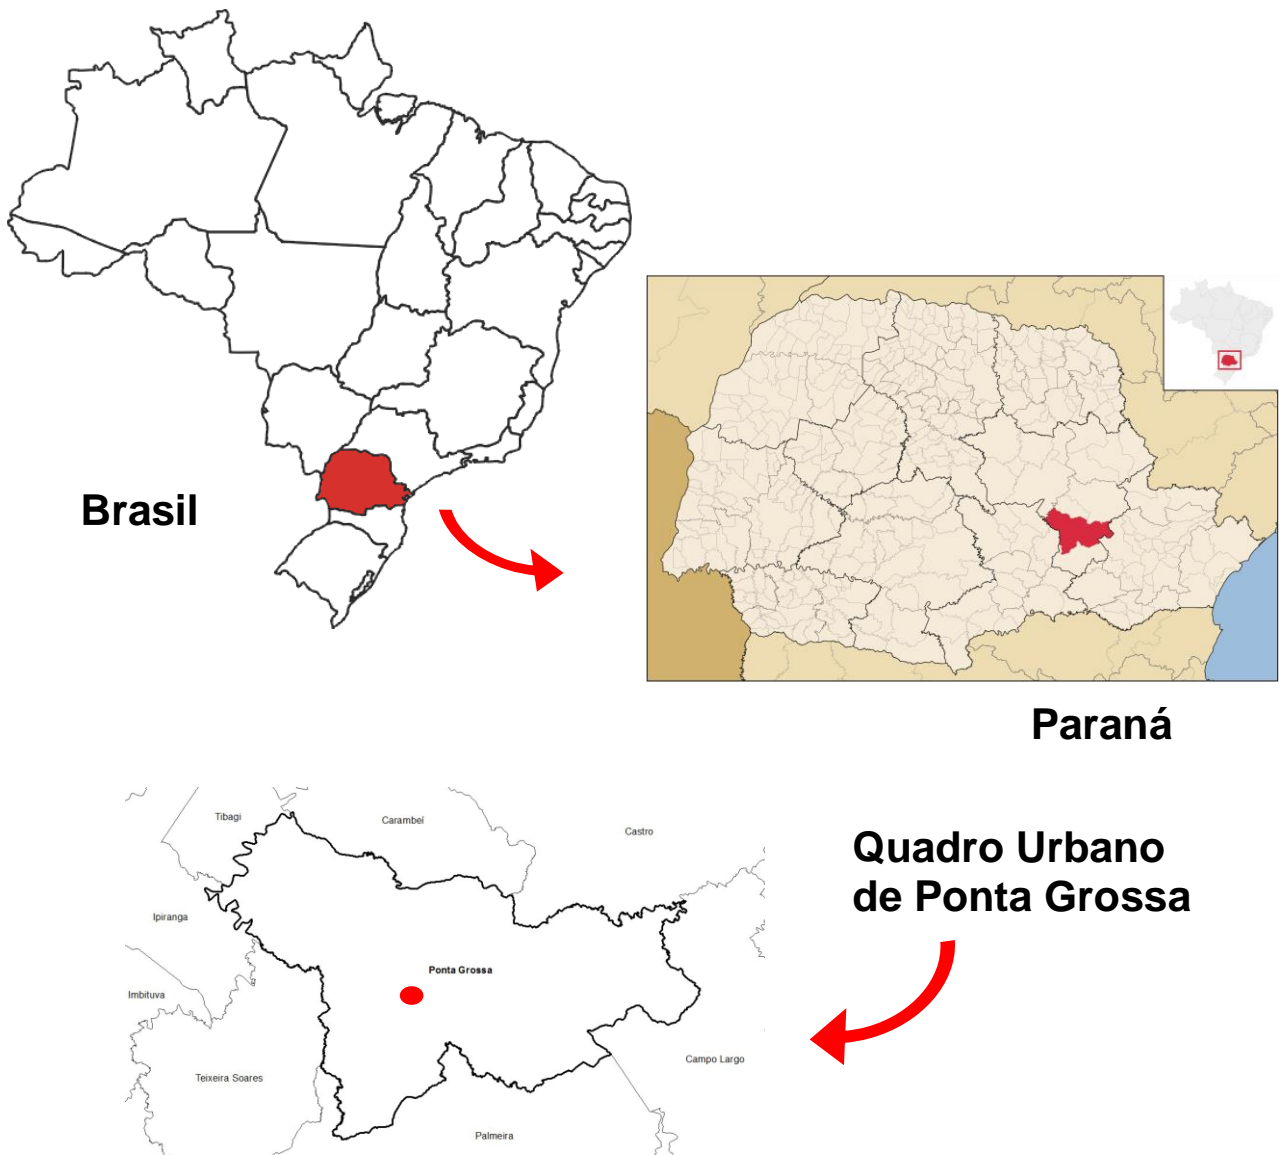 Brasil
Paraná
Quadro Urbano
de Ponta Grossa
Tibagi
Carambeí
Castro
Ipiranga
Ponta Grossa
Imbituva
Teixeira Soares
Campo Largo
Palmeira